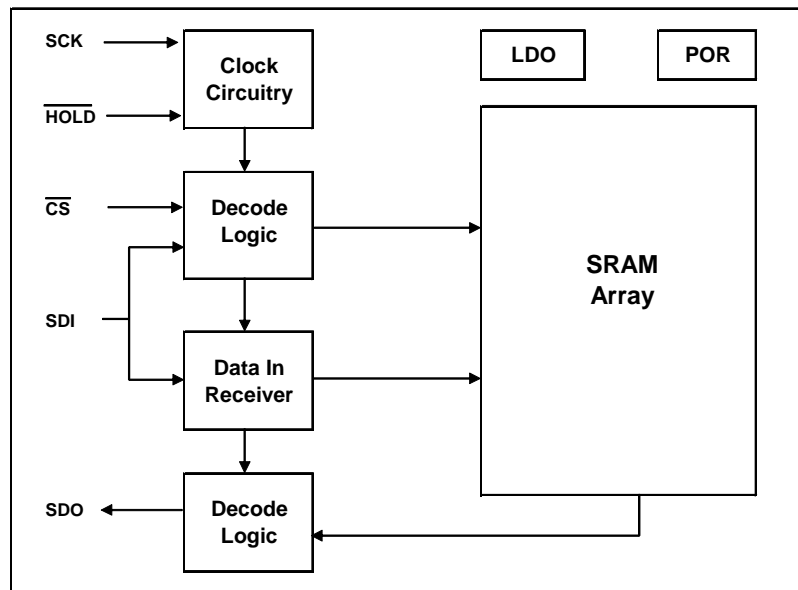 SCK
Clock
Circuitry
LDO
POR
HOLD
CS
Decode
Logic
SRAM
Array
SDI
Data In
Receiver
SDO
Decode
Logic